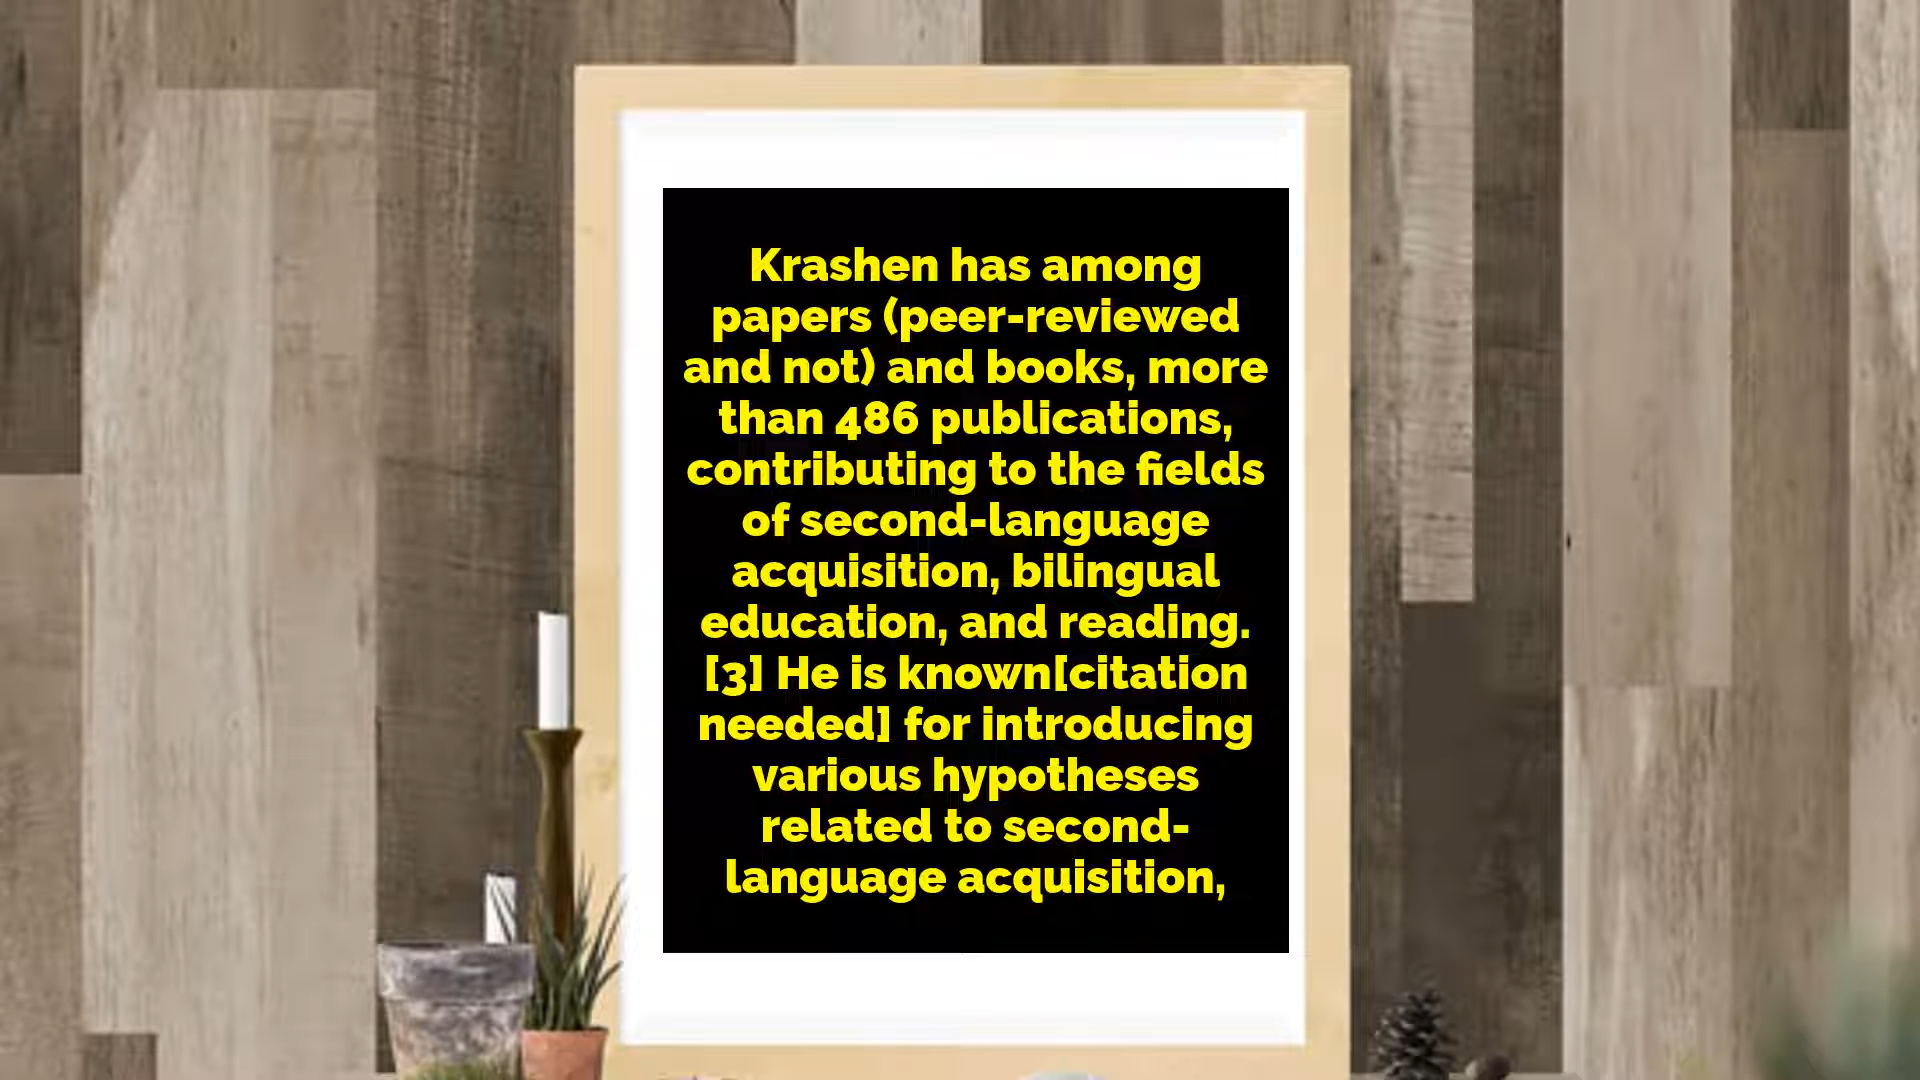 Krashen has among
papers (peer-reviewed
and not) and books, more
than 486 publications,
contributing to the fields
of second-language
acquisition, bilingual
education, and reading.
[3] He is known[citation
needed] for introducing
various hypotheses
related to second-
language acquisition,